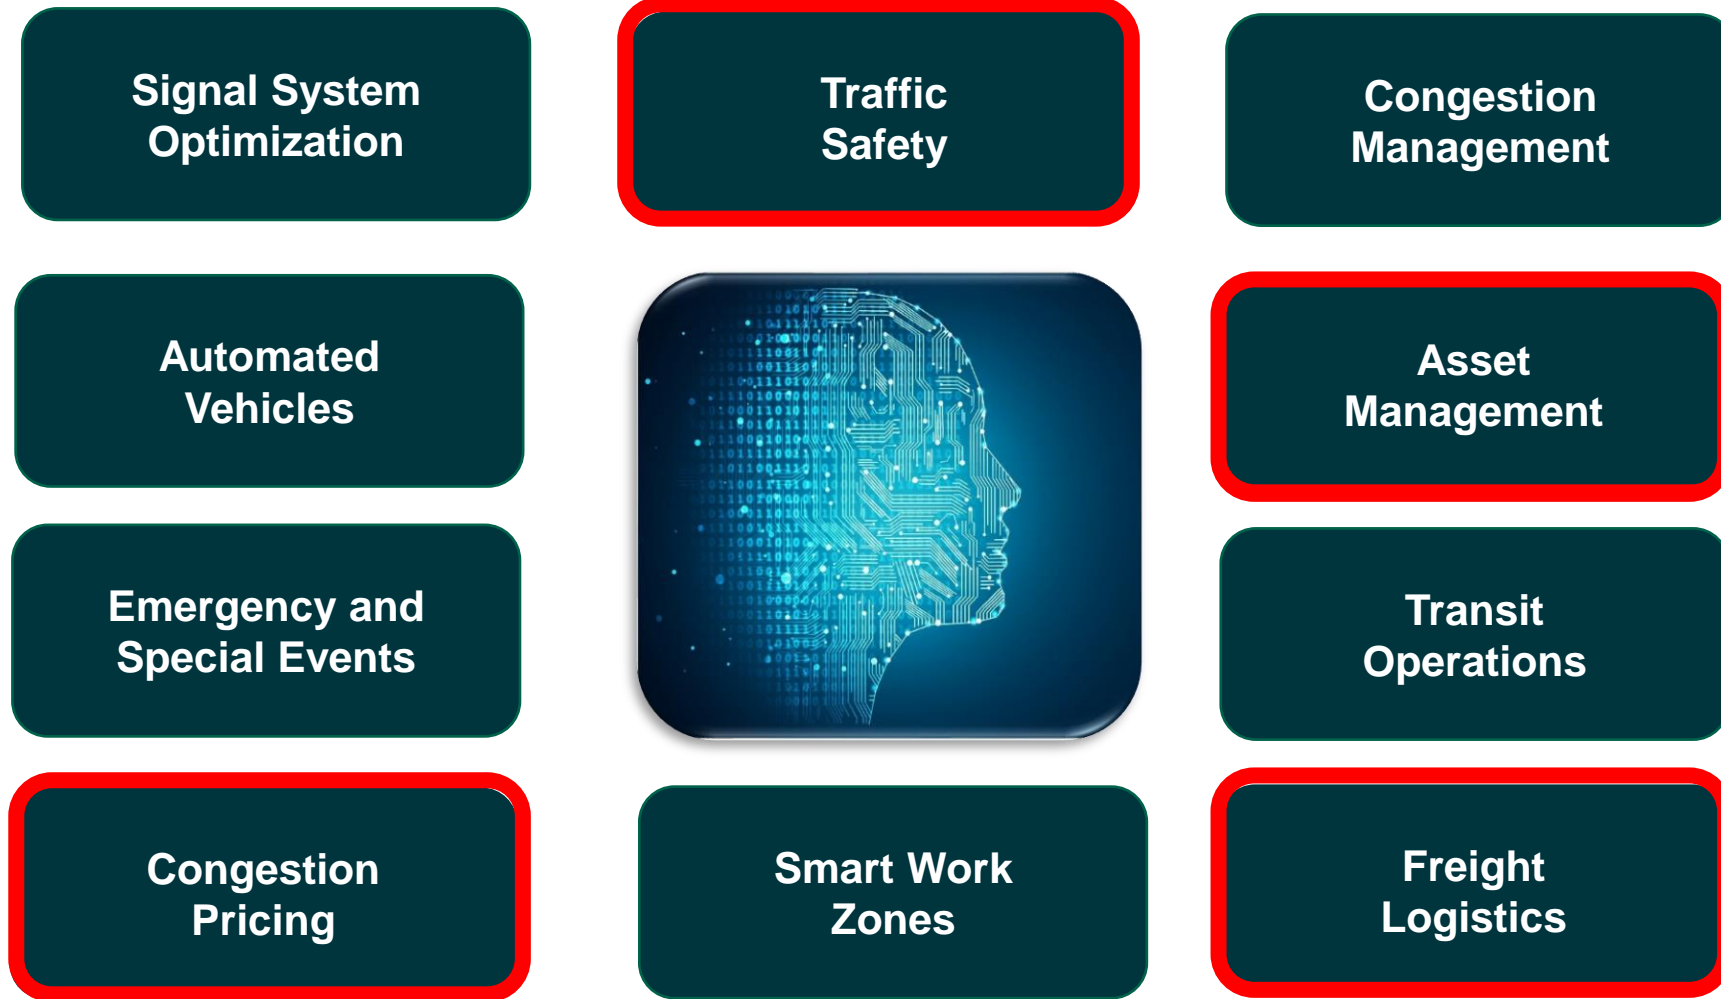 Signal System
Optimization
Traffic
Safety
Congestion
Management
Automated
Vehicles
Asset
Management
Emergency and
Special Events
Transit
Operations
Congestion
Pricing
Smart Work
Zones
Freight
Logistics